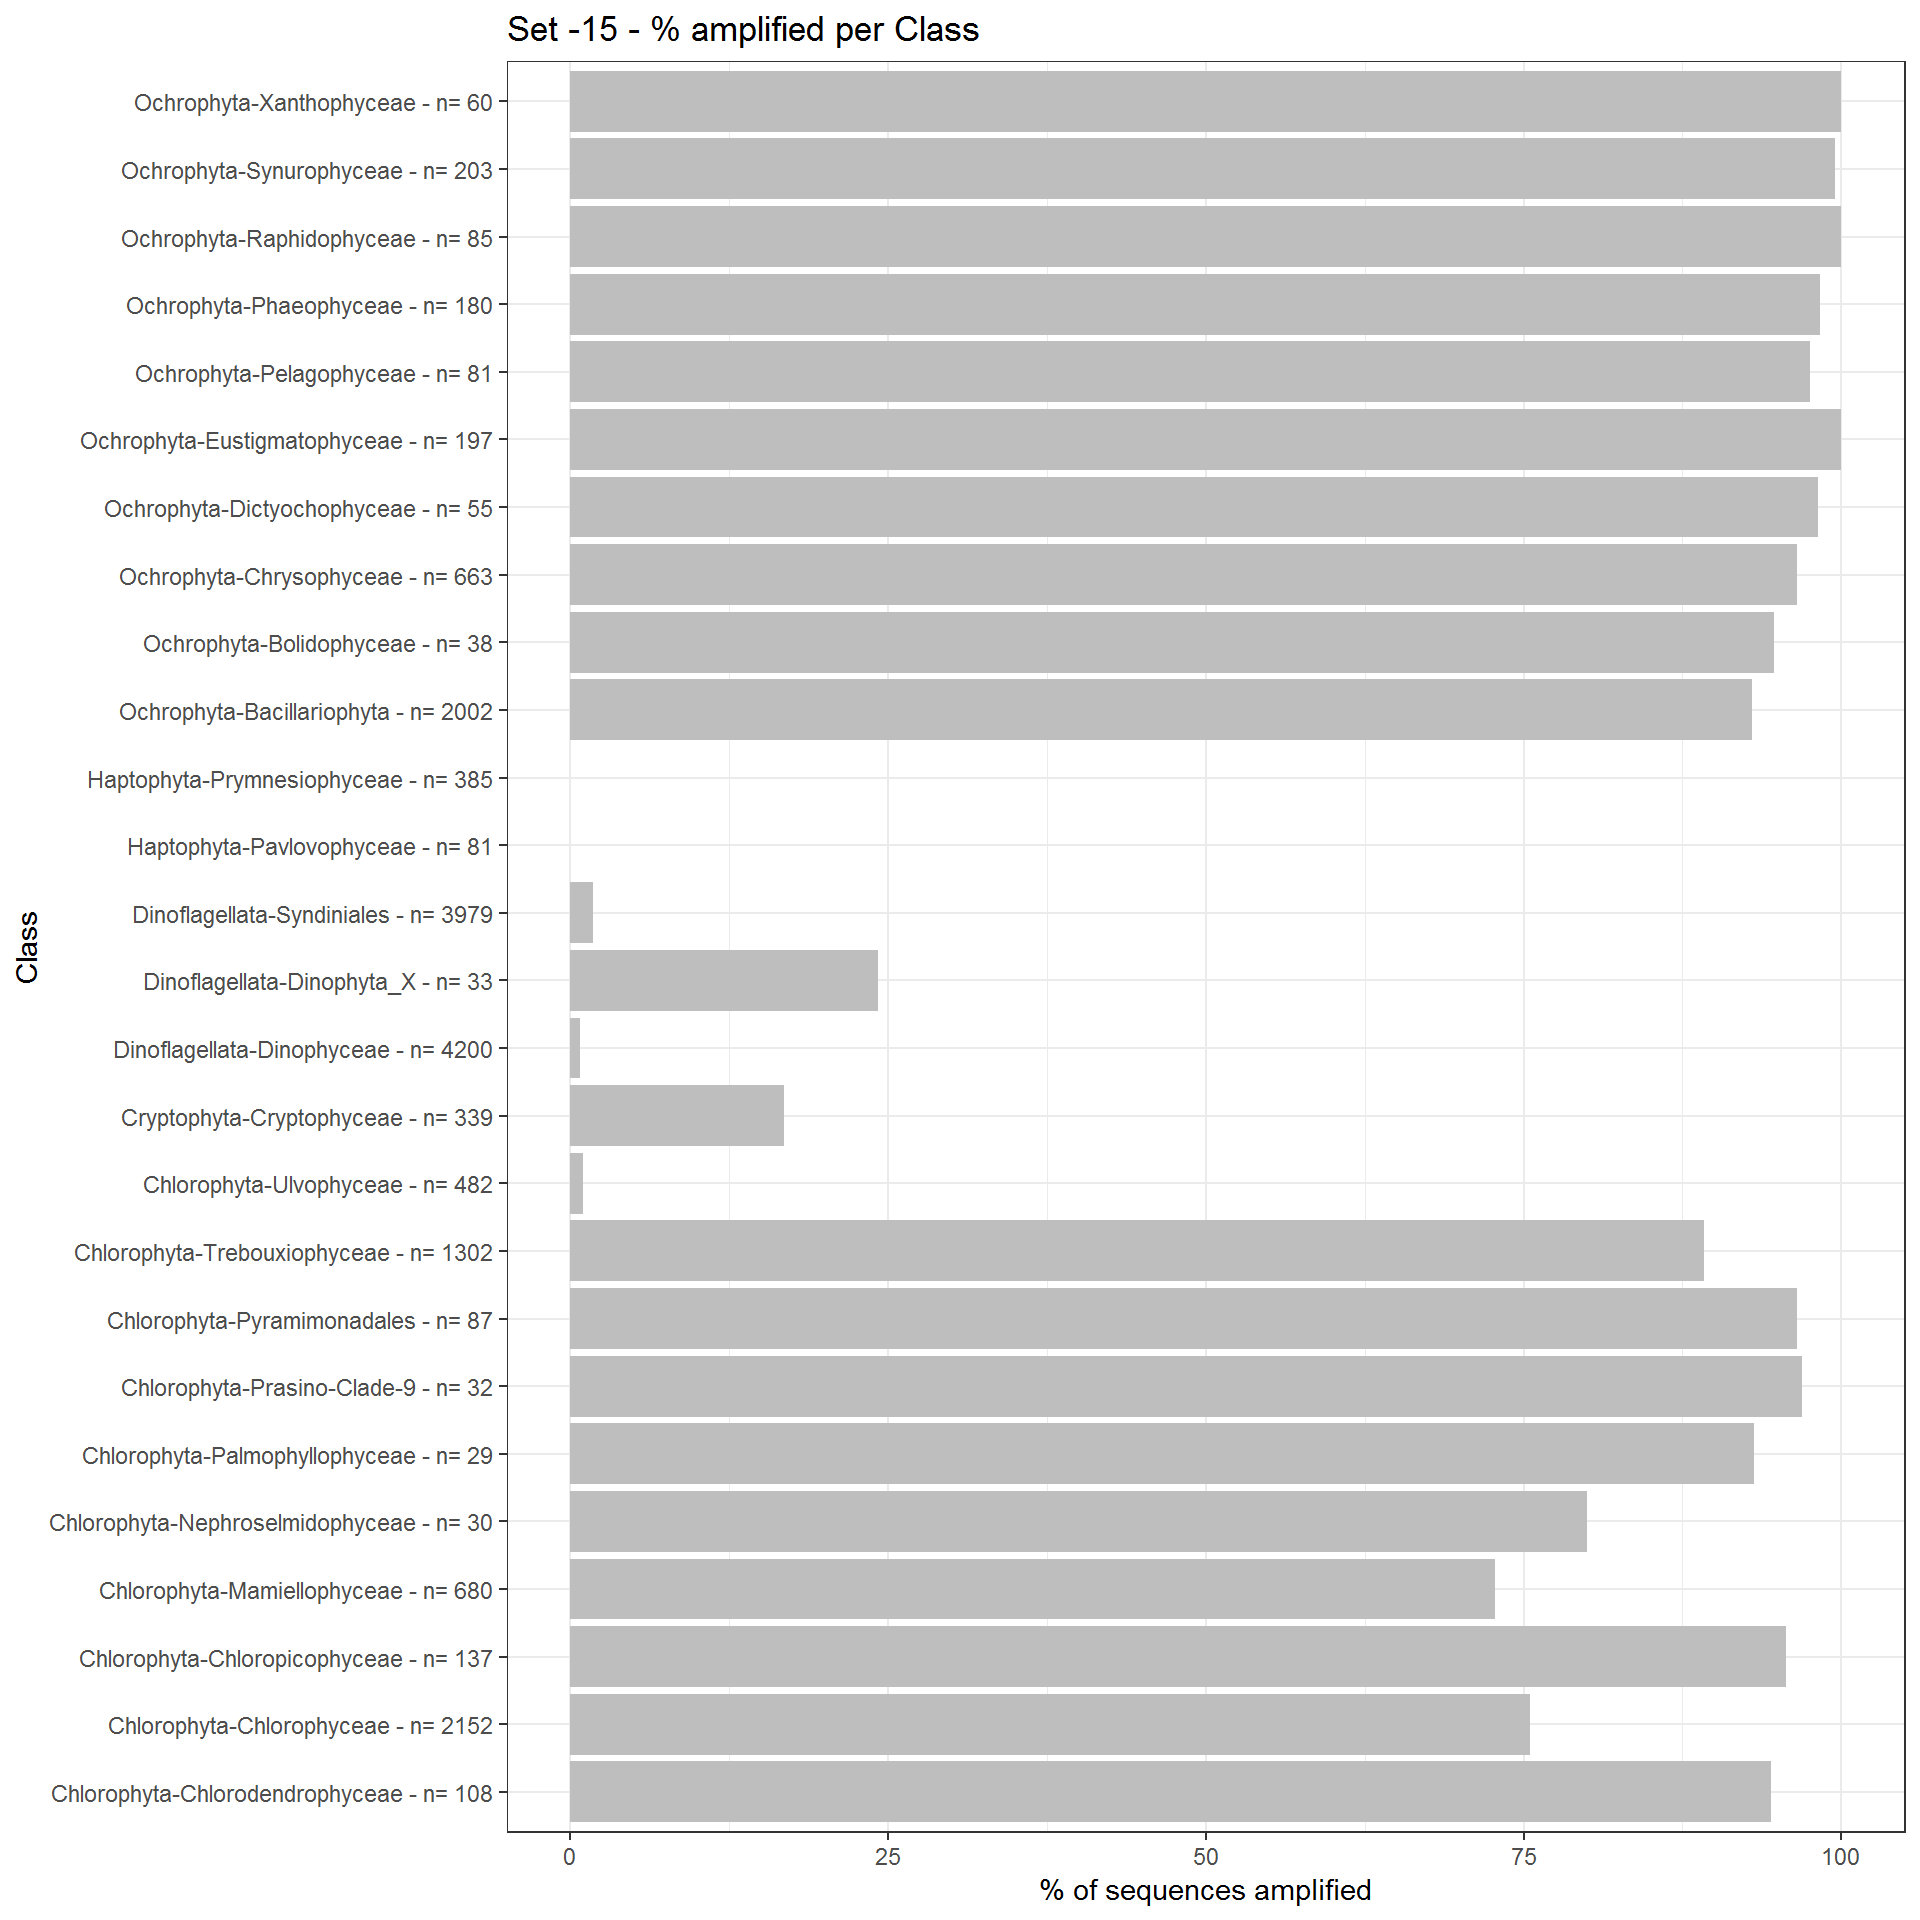 Set -15 - % amplified per Class
Ochrophyta-Xanthophyceae - n= 60
Ochrophyta-Synurophyceae - n= 203
Ochrophyta-Raphidophyceae - n= 85
Ochrophyta-Phaeophyceae - n= 180
Ochrophyta-Pelagophyceae - n= 81
Ochrophyta-Eustigmatophyceae - n= 197
Ochrophyta-Dictyochophyceae - n= 55
Ochrophyta-Chrysophyceae - n= 663
Ochrophyta-Bolidophyceae - n= 38
Ochrophyta-Bacillariophyta - n= 2002
Haptophyta-Prymnesiophyceae - n= 385
Haptophyta-Pavlovophyceae - n= 81
Dinoflagellata-Syndiniales - n= 3979
Dinoflagellata-Dinophyta_X - n= 33
Dinoflagellata-Dinophyceae - n= 4200
Cryptophyta-Cryptophyceae - n= 339
Chlorophyta-Ulvophyceae - n= 482
Chlorophyta-Trebouxiophyceae - n= 1302
Chlorophyta-Pyramimonadales - n= 87
Chlorophyta-Prasino-Clade-9 - n= 32
Chlorophyta-Palmophyllophyceae - n= 29
Chlorophyta-Nephroselmidophyceae - n= 30
Chlorophyta-Mamiellophyceae - n= 680
Chlorophyta-Chloropicophyceae - n= 137
Chlorophyta-Chlorophyceae - n= 2152
Chlorophyta-Chlorodendrophyceae - n= 108
Class
0 25 50 75 100
% of sequences amplified